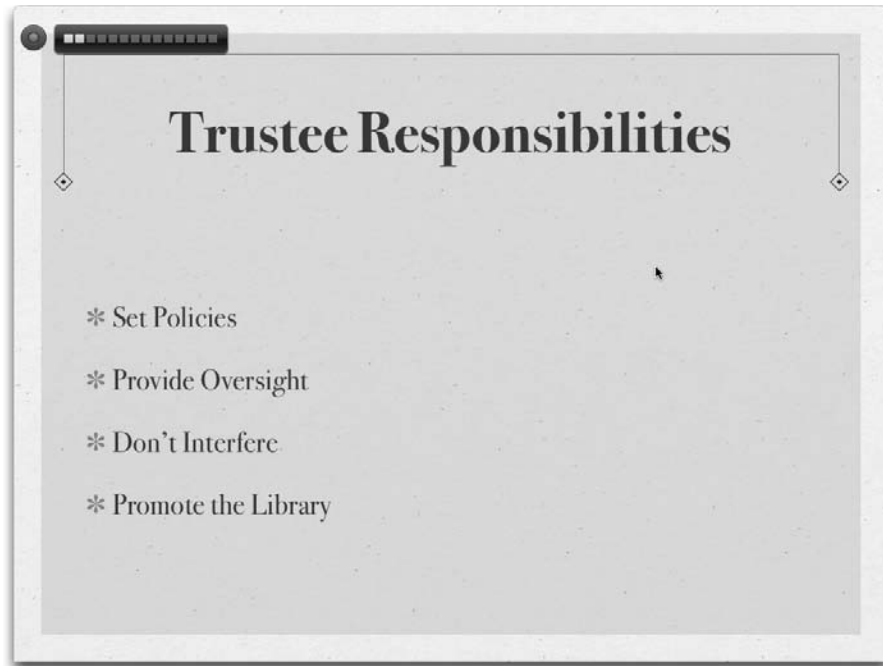 Trustee Responsibilities
✻ Set Policies
✻ Provide Oversight
✻ Don’t Interfere
✻ Promote the Library